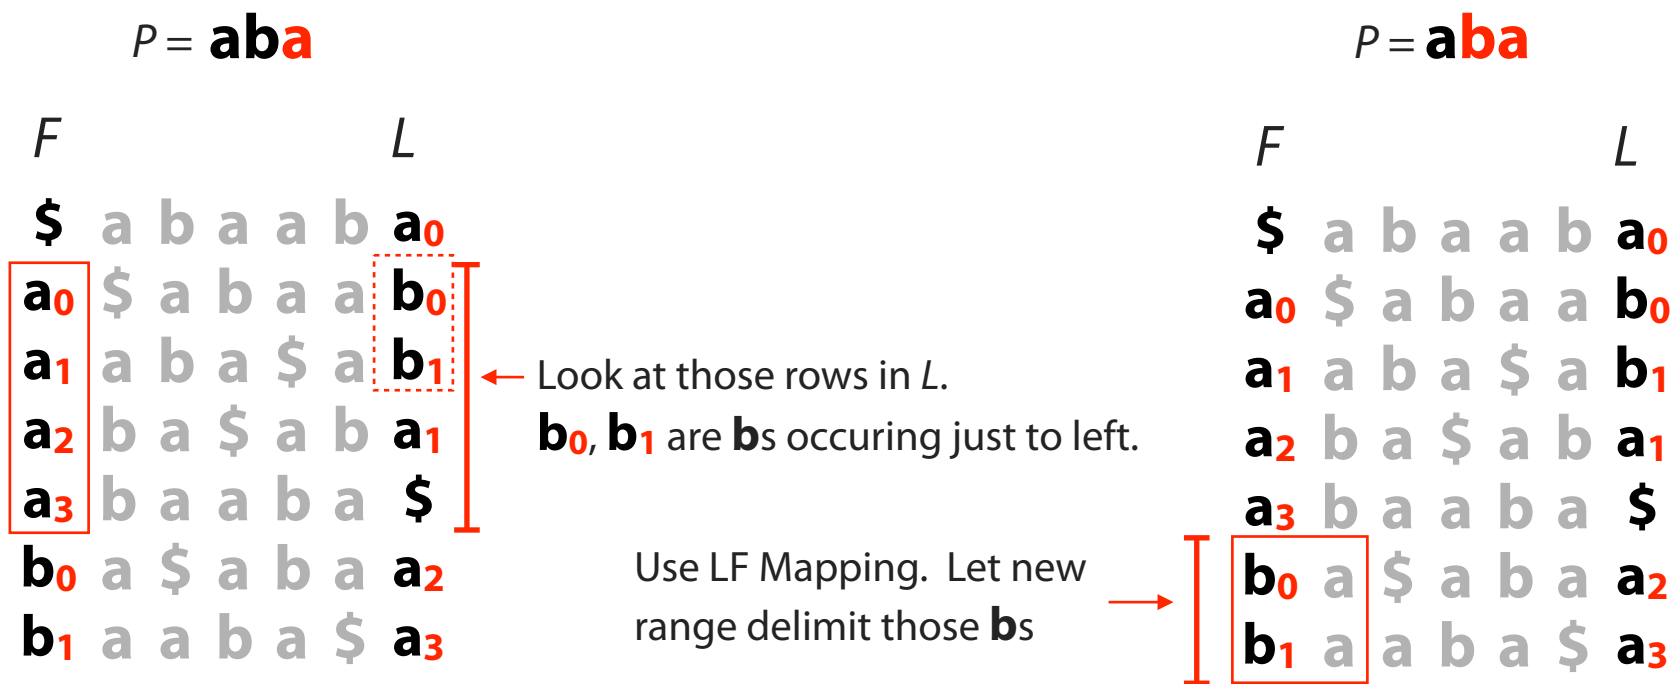 P = aba
F L
$ a b a a b a0
a0 $ a b a a b0
a1 a b a $ a b1
a2 b a $ a b a1
a3 b a a b a $
b0 a $ a b a a2
b1 a a b a $ a3
Look at those rows in L.
b0, b1 are bs occuring just to left.
Use LF Mapping. Let new
range delimit those bs
P = aba
F L
$ a b a a b a0
a0 $ a b a a b0
a1 a b a $ a b1
a2 b a $ a b a1
a3 b a a b a $
b0 a $ a b a a2
b1 a a b a $ a3